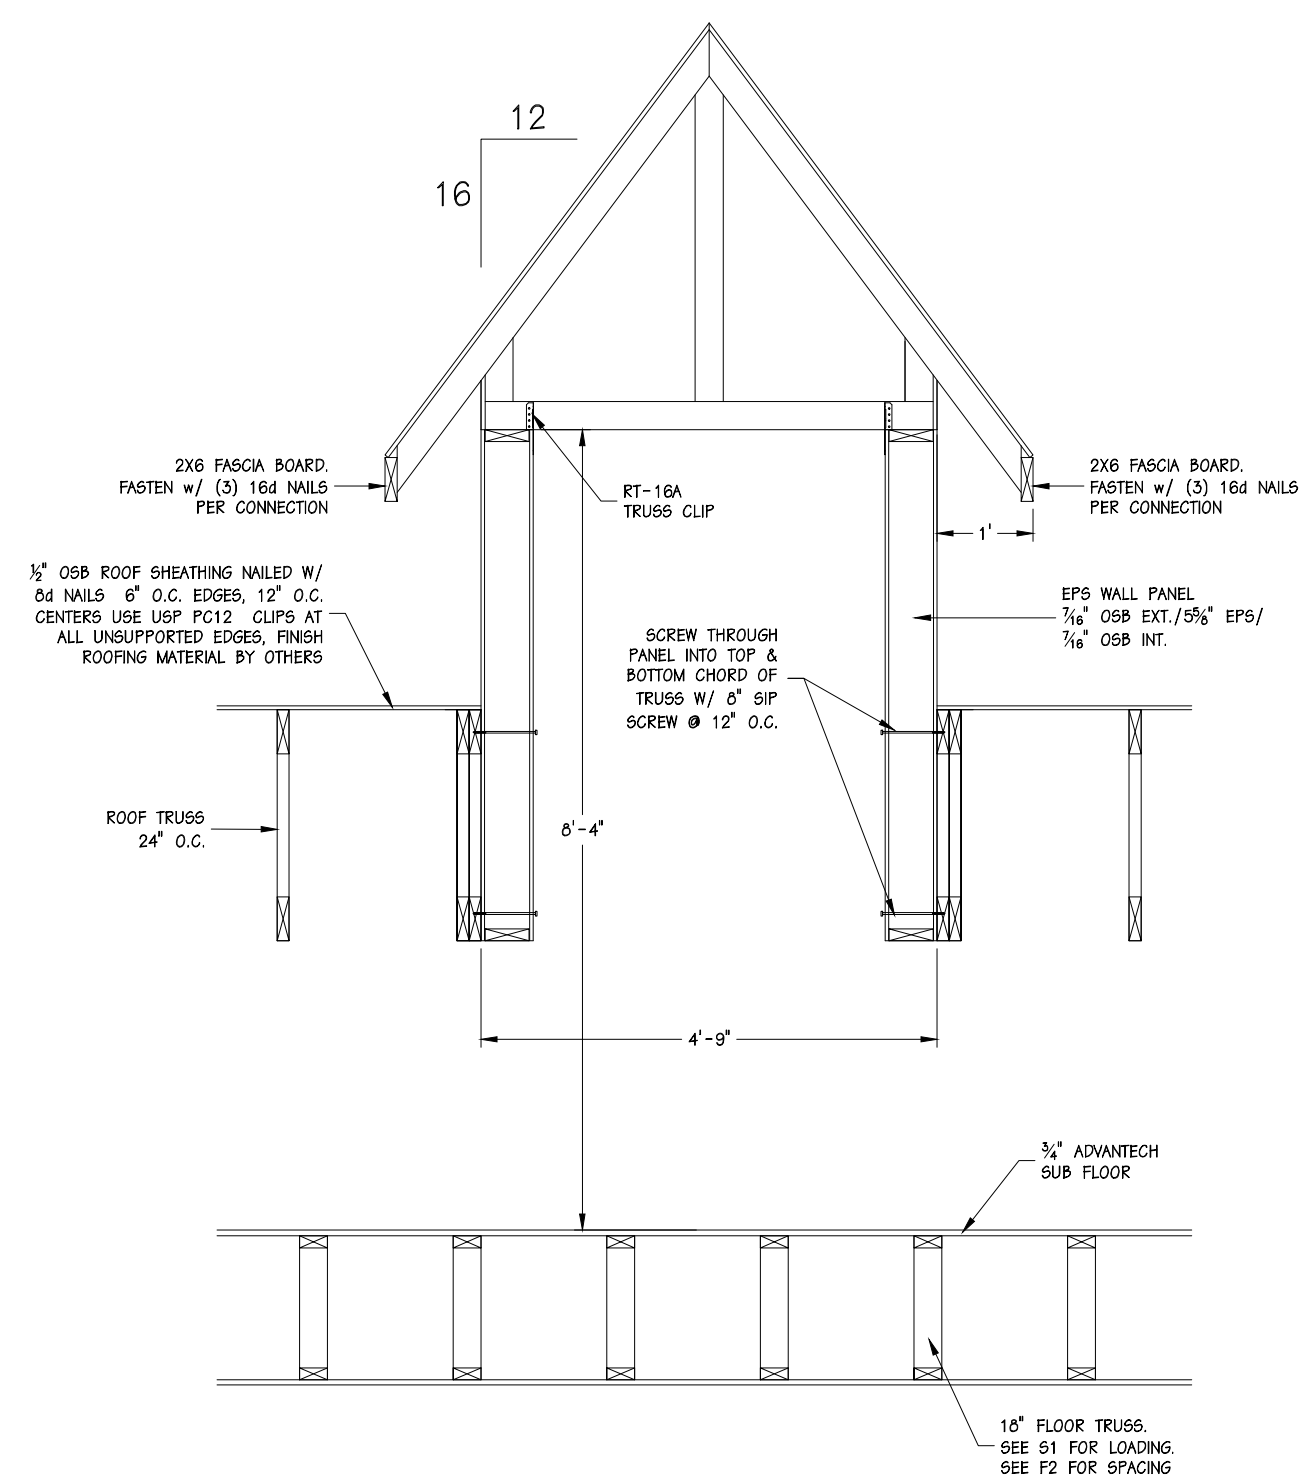 12
16
2X6 FASCIA BOARD.
FASTEN w/ (3) 16d NAILS
PER CONNECTION
RT-16A
TRUSS CLIP
2X6 FASCIA BOARD.
FASTEN w/ (3) 16d NAILS
PER CONNECTION
1'
½" OSB ROOF SHEATHING NAILED W/
8d NAILS 6" O.C. EDGES, 12" O.C.
CENTERS USE USP PC12 CLIPS AT
ALL UNSUPPORTED EDGES, FINISH
ROOFING MATERIAL BY OTHERS
EPS WALL PANEL
7/16" OSB EXT./5⅝" EPS/
7/16" OSB INT.
SCREW THROUGH
PANEL INTO TOP &
BOTTOM CHORD OF
TRUSS W/ 8" SIP
SCREW @ 12" O.C.
ROOF TRUSS
24" O.C.
8'-4"
4'-9"
¾" ADVANTECH
SUB FLOOR
18" FLOOR TRUSS.
SEE S1 FOR LOADING.
SEE F2 FOR SPACING